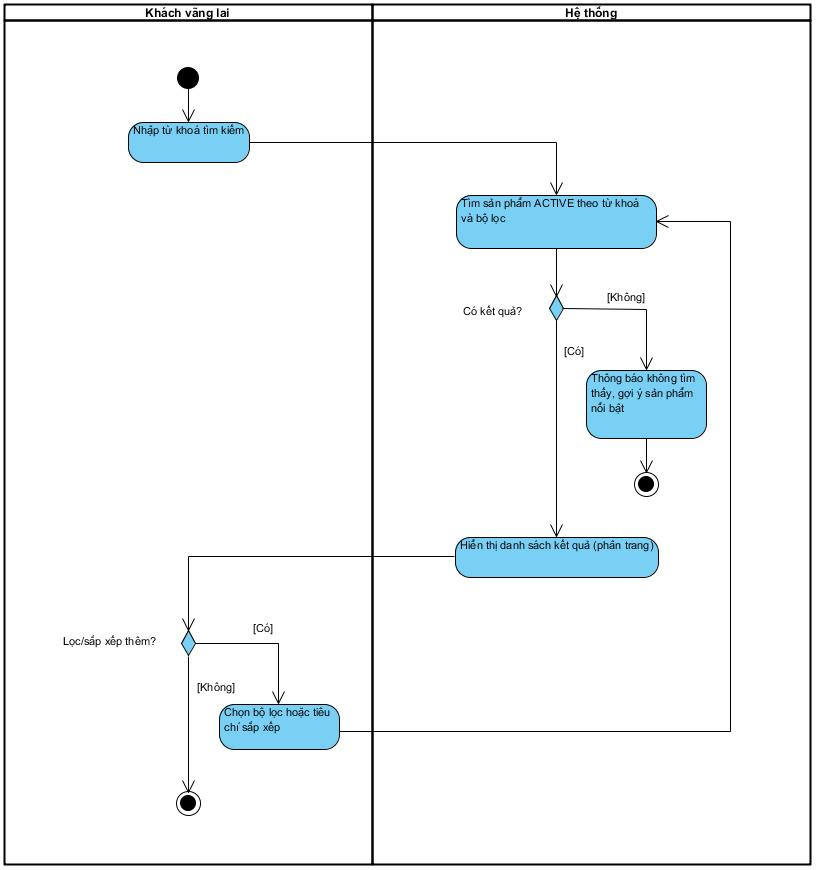 Khách vãng lai
Hệ thống
Nhập từ khoá tìm kiếm
Tìm sản phẩm ACTIVE theo từ khoá
và bộ lọc
[Không]
Có kết quả?
[Có]
Thông báo không tìm
thấy, gợi ý sản phẩm
nổi bật
Hiển thị danh sách kết quả (phân trang)
[Có]
Lọc/sắp xếp thêm?
[Không]
Chọn bộ lọc hoặc tiêu
chí sắp xếp